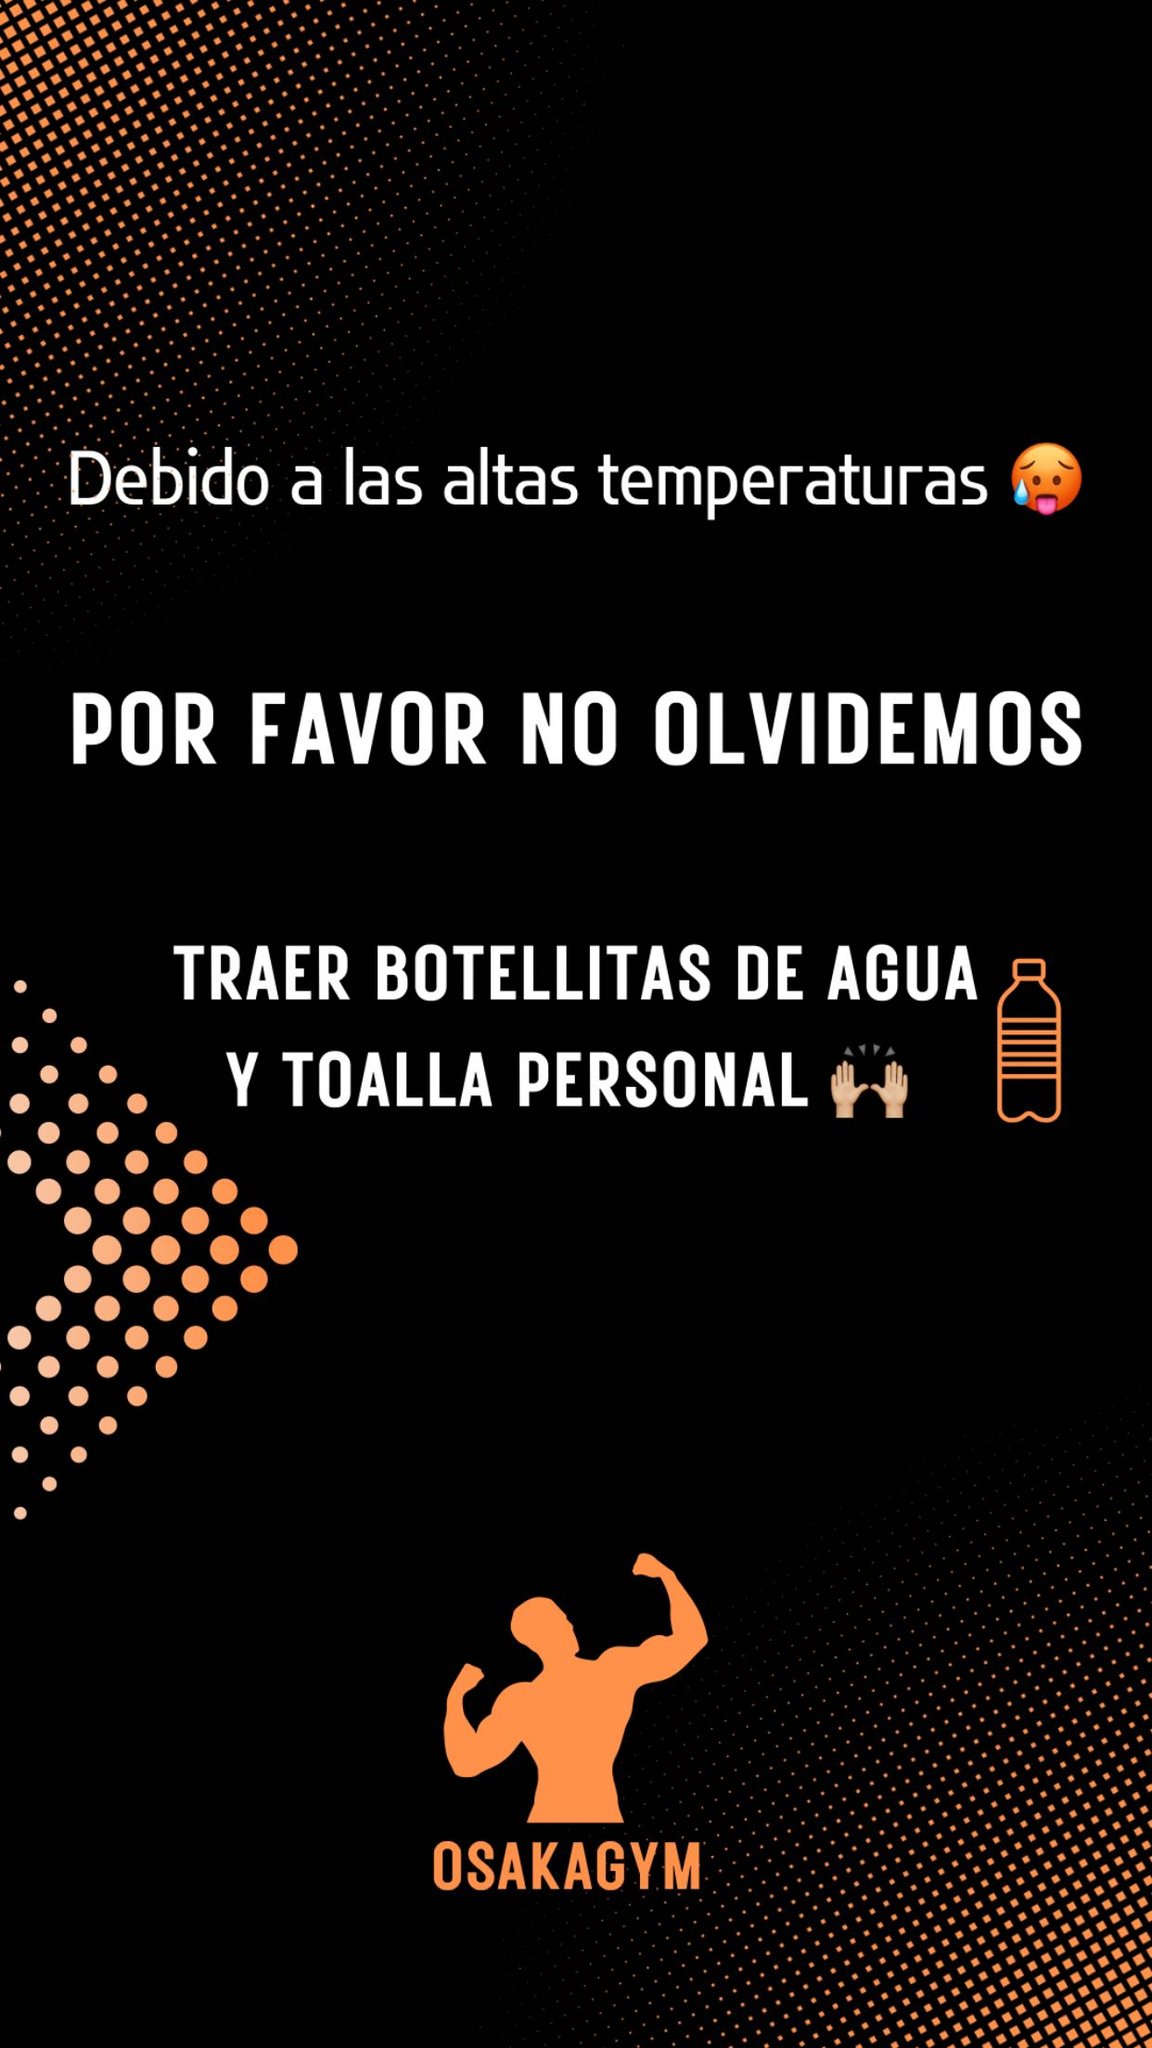 Debido a las altas temperaturas 🥵
POR FAVOR NO OLVIDEMOS
TRAER BOTELLITAS DE AGUA
Y TOALLA PERSONAL 🙌🏼
OSAKAGYM